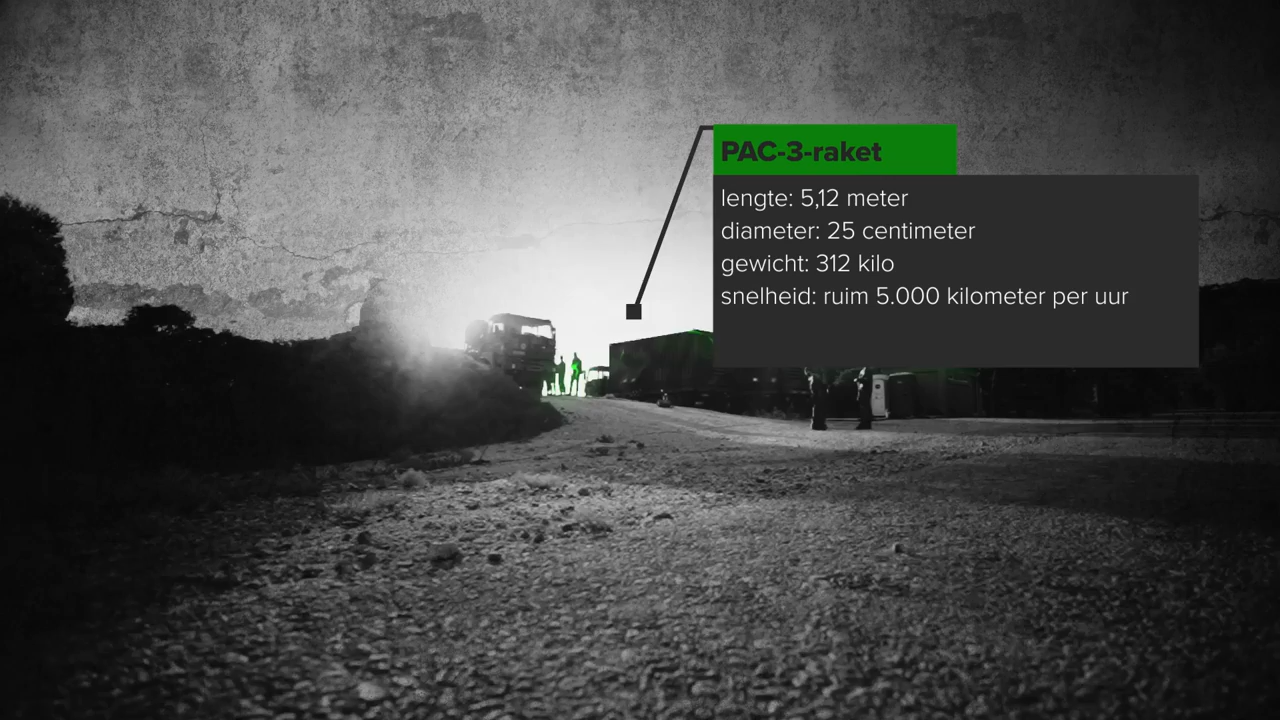 PAC-3-raket
lengte: 5,12 meter
diameter: 25 centimeter
gewicht: 312 kilo
snelheid: ruim 5.000 kilometer per uur